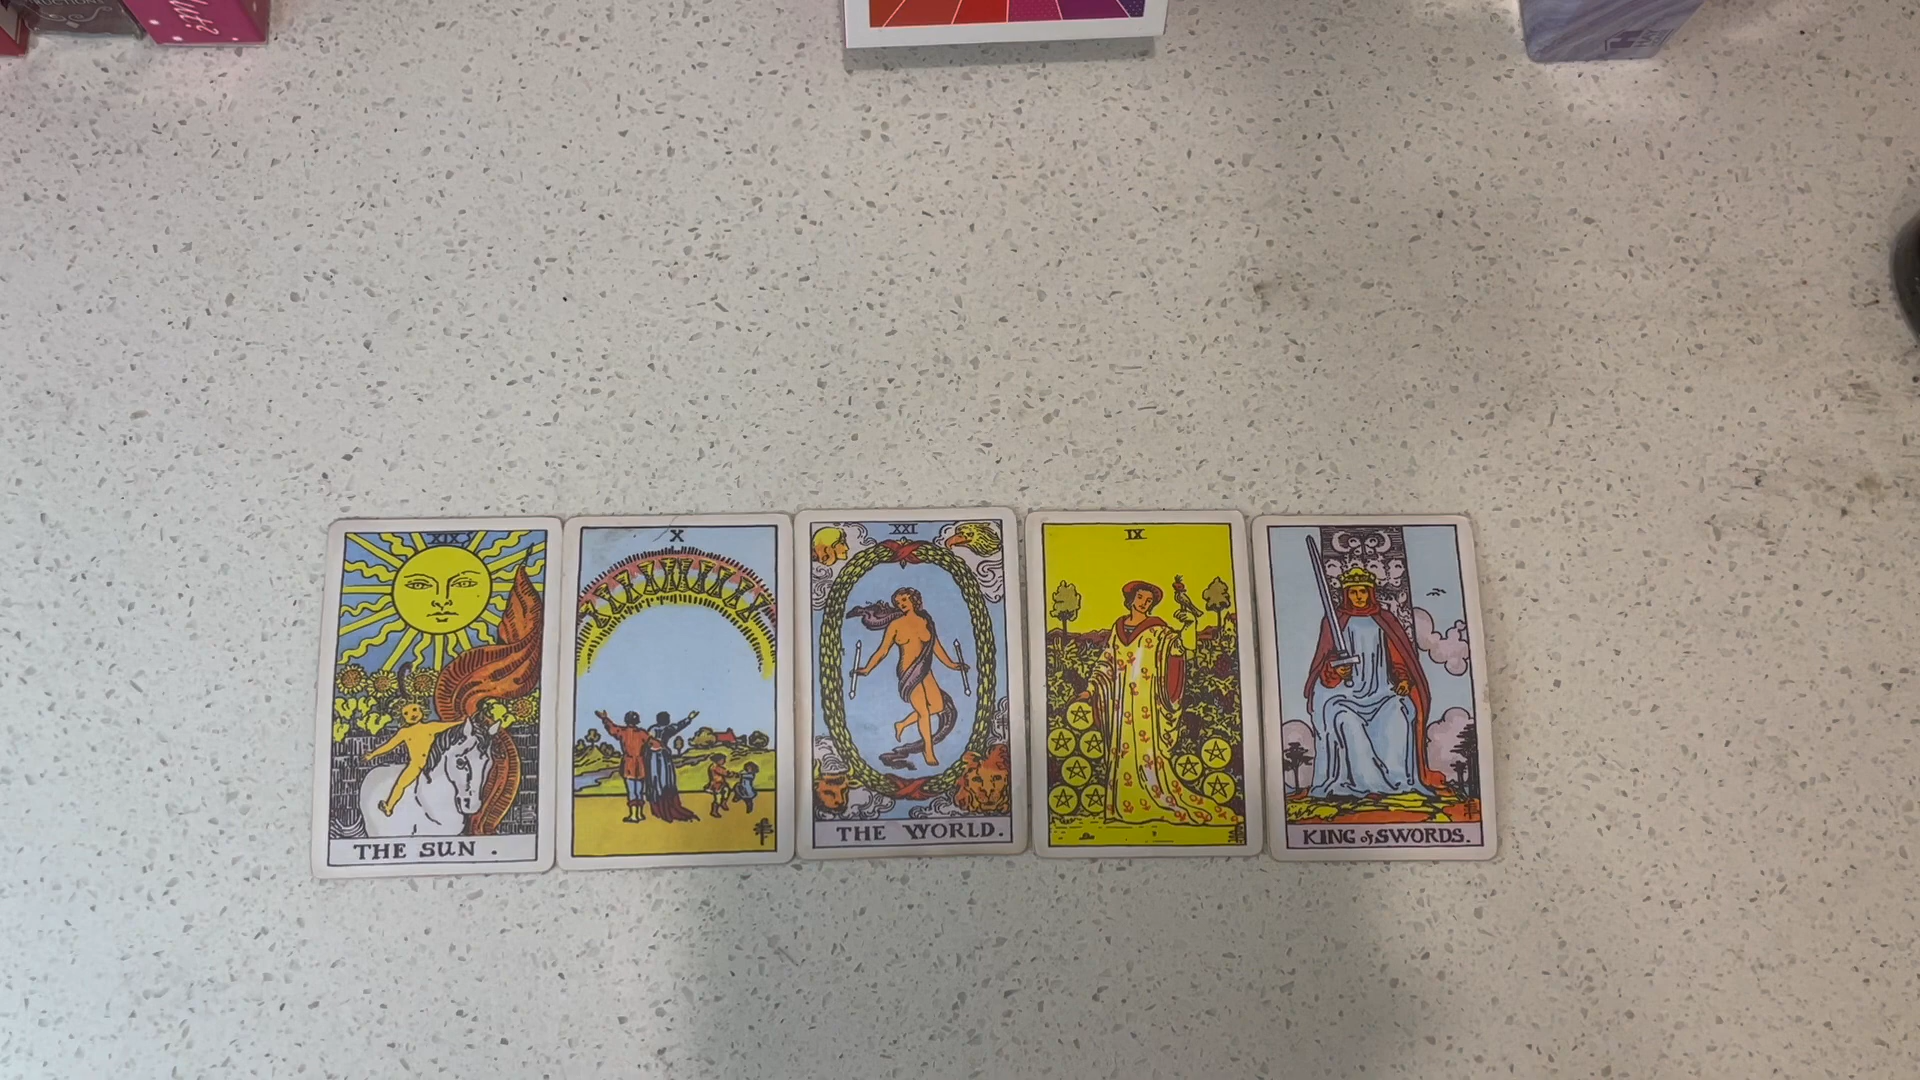 XIX
X
XXI
IX
THE SUN .
THE WORLD.
KING of SWORDS.